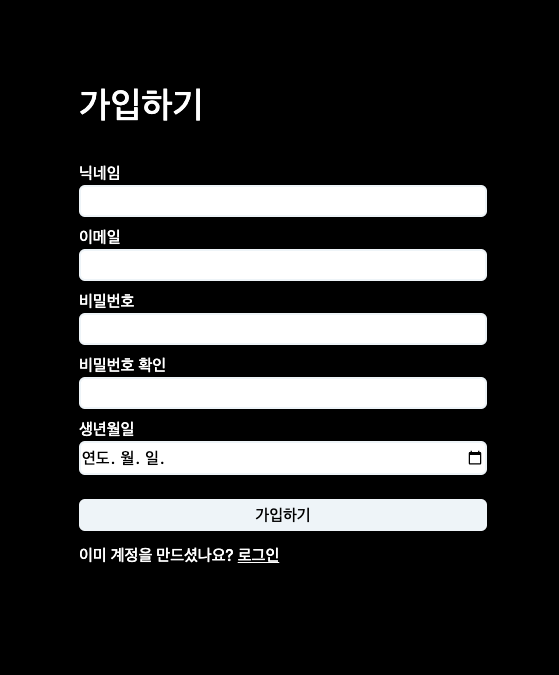 가입하기
닉네임
이메일
비밀번호
비밀번호 확인
생년월일
연도. 월. 일.
가입하기
이미 계정을 만드셨나요? 로그인